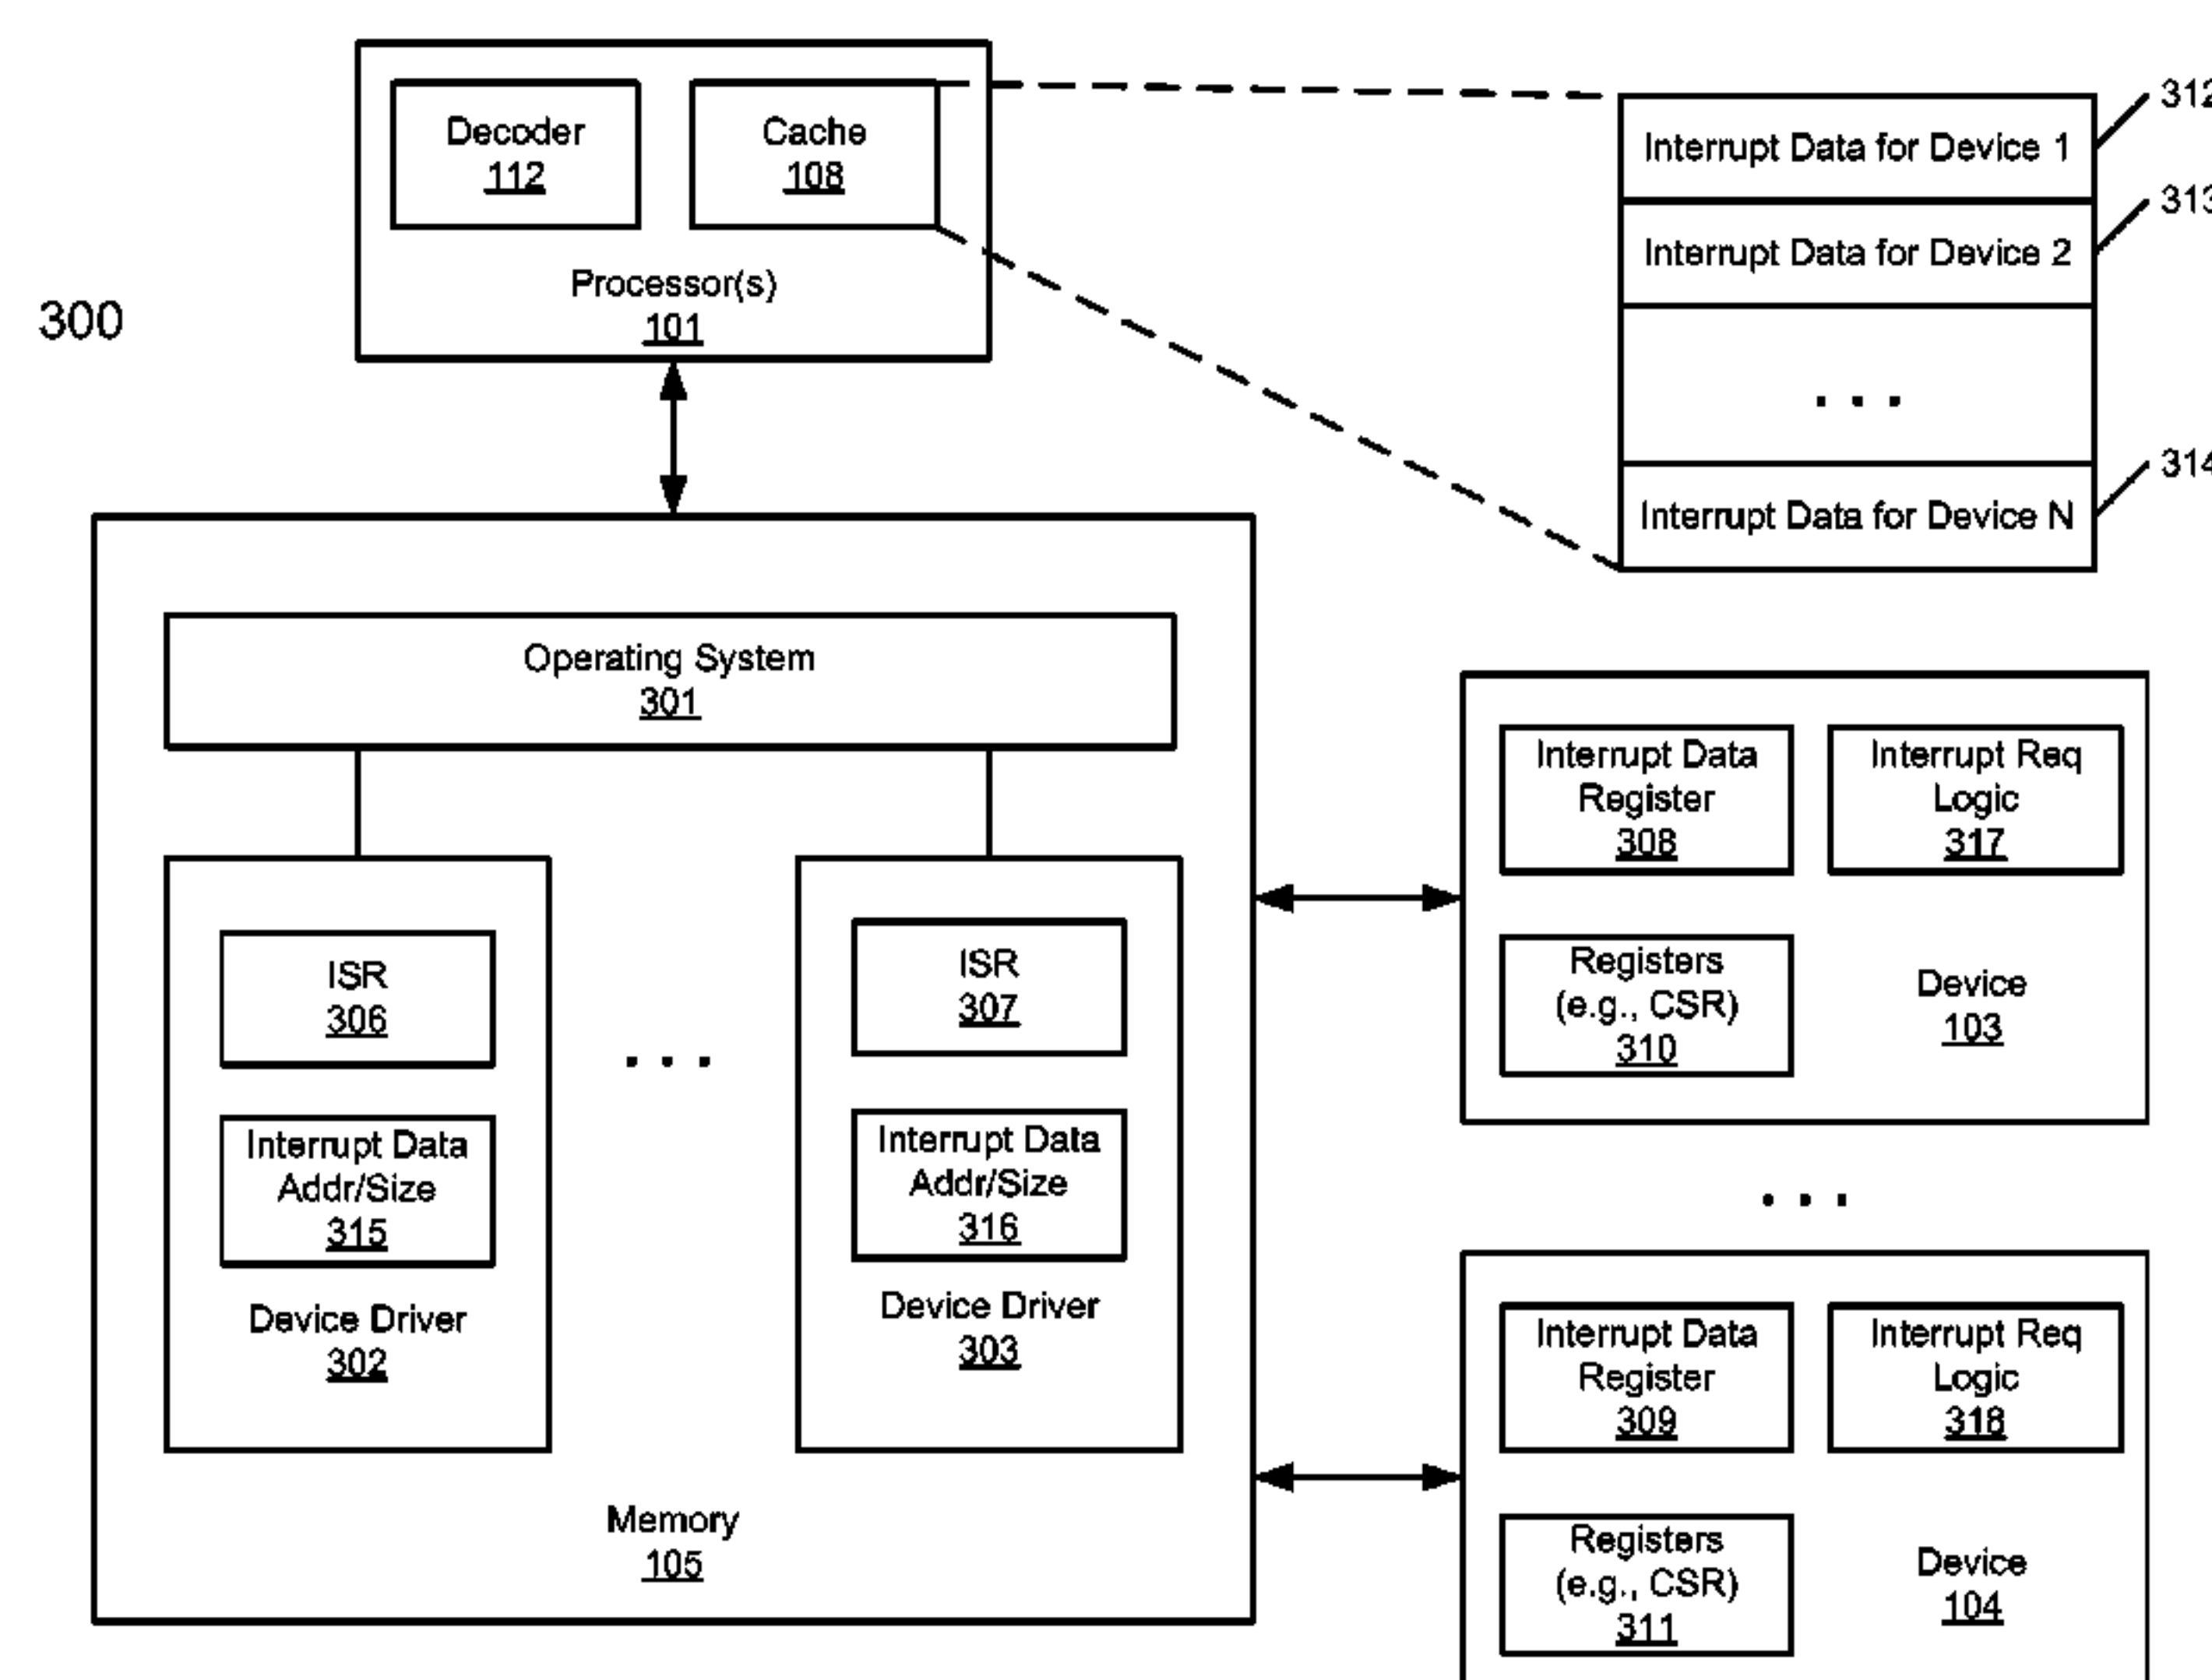 300
Decoder
112
Cache
108
Processor(s)
101
Interrupt Data for Device 1
312
Interrupt Data for Device 2
313
. . .
Interrupt Data for Device N
314
Operating System
301
ISR
306
Interrupt Data
Addr/Size
315
Device Driver
302
. . .
ISR
307
Interrupt Data
Addr/Size
316
Device Driver
303
Memory
105
Interrupt Data
Register
308
Interrupt Req
Logic
317
Registers
(e.g., CSR)
310
Device
103
. . .
Interrupt Data
Register
309
Interrupt Req
Logic
318
Registers
(e.g., CSR)
311
Device
104